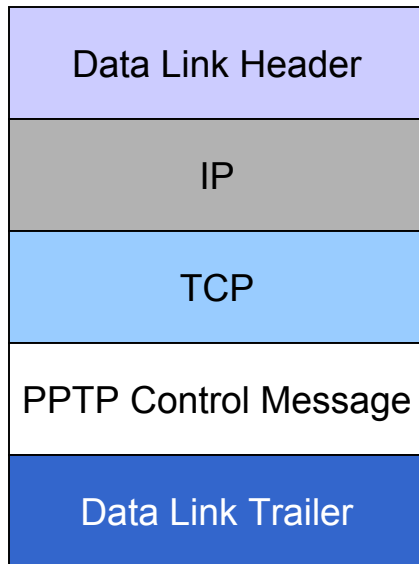 Data Link Header
IP
TCP
PPTP Control Message
Data Link Trailer